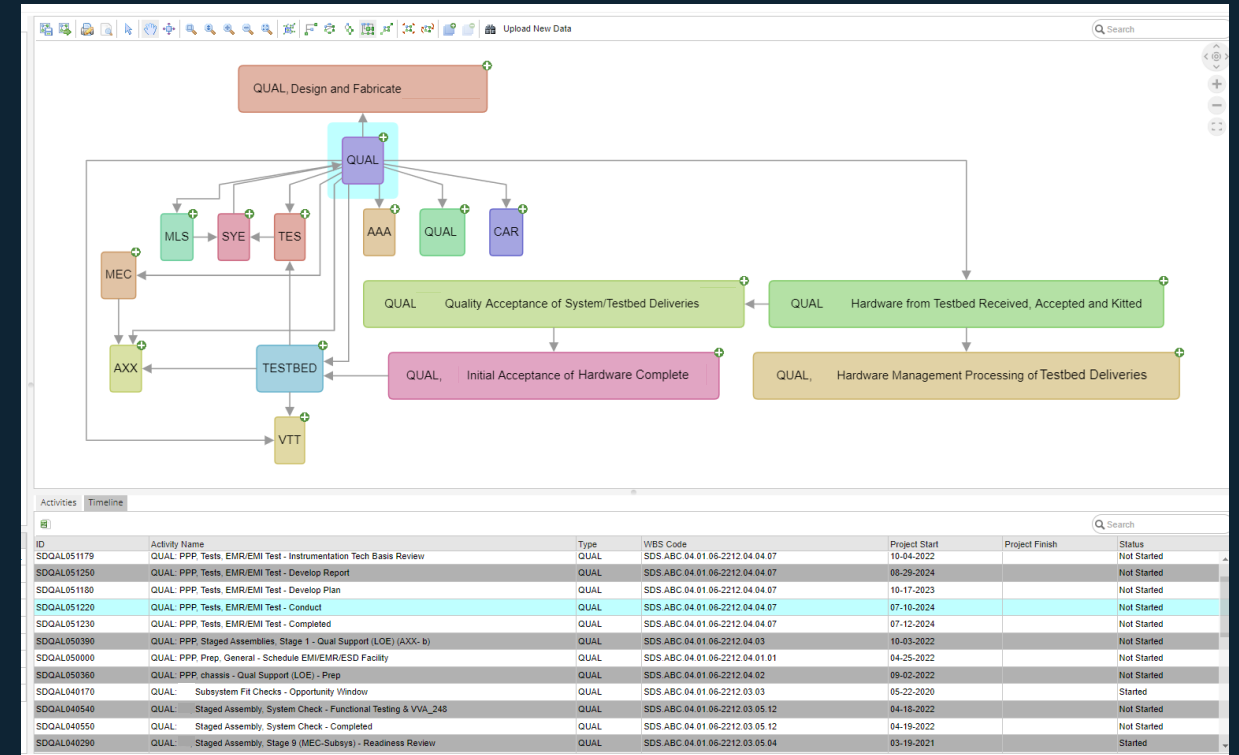 Upload New Data
Search
QUAL, Design and Fabricate
QUAL
MLS
SYE
TES
AAA
QUAL
CAR
MEC
QUAL Quality Acceptance of System/Testbed Deliveries
QUAL Hardware from Testbed Received, Accepted and Kitted
AXX
TESTBED
QUAL, Initial Acceptance of Hardware Complete
QUAL, Hardware Management Processing of Testbed Deliveries
VTT
Activities Timeline
Search
ID Activity Name Type WBS Code Project Start Project Finish Status
SDQAL051179 QUAL: PPP, Tests, EMR/EMI Test - Instrumentation Tech Basis Review QUAL SDS.ABC.04.01.06-2212.04.04.07 10-04-2022 Not Started
SDQAL051250 QUAL: PPP, Tests, EMR/EMI Test - Develop Report QUAL SDS.ABC.04.01.06-2212.04.04.07 08-29-2024 Not Started
SDQAL051180 QUAL: PPP, Tests, EMR/EMI Test - Develop Plan QUAL SDS.ABC.04.01.06-2212.04.04.07 10-17-2023 Not Started
SDQAL051220 QUAL: PPP, Tests, EMR/EMI Test - Conduct QUAL SDS.ABC.04.01.06-2212.04.04.07 07-10-2024 Not Started
SDQAL051230 QUAL: PPP, Tests, EMR/EMI Test - Completed QUAL SDS.ABC.04.01.06-2212.04.04.07 07-12-2024 Not Started
SDQAL050390 QUAL: PPP, Staged Assemblies, Stage 1 - Qual Support (LOE) (AXX- b) QUAL SDS.ABC.04.01.06-2212.04.03 10-03-2022 Not Started
SDQAL050000 QUAL: PPP, Prep, General - Schedule EMI/EMR/ESD Facility QUAL SDS.ABC.04.01.06-2212.04.01.01 04-25-2022 Not Started
SDQAL050360 QUAL: PPP, chassis - Qual Support (LOE) - Prep QUAL SDS.ABC.04.01.06-2212.04.02 09-02-2022 Not Started
SDQAL040170 QUAL: Subsystem Fit Checks - Opportunity Window QUAL SDS.ABC.04.01.06-2212.03.03 05-22-2020 Started
SDQAL040540 QUAL: Staged Assembly, System Check - Functional Testing & VVA_248 QUAL SDS.ABC.04.01.06-2212.03.05.12 04-18-2022 Not Started
SDQAL040550 QUAL: Staged Assembly, System Check - Completed QUAL SDS.ABC.04.01.06-2212.03.05.12 04-19-2022 Not Started
SDQAL040290 QUAL: Staged Assembly, Stage 9 (MEC-Subsys) - Readiness Review QUAL SDS.ABC.04.01.06-2212.03.05.04 03-19-2021 Started